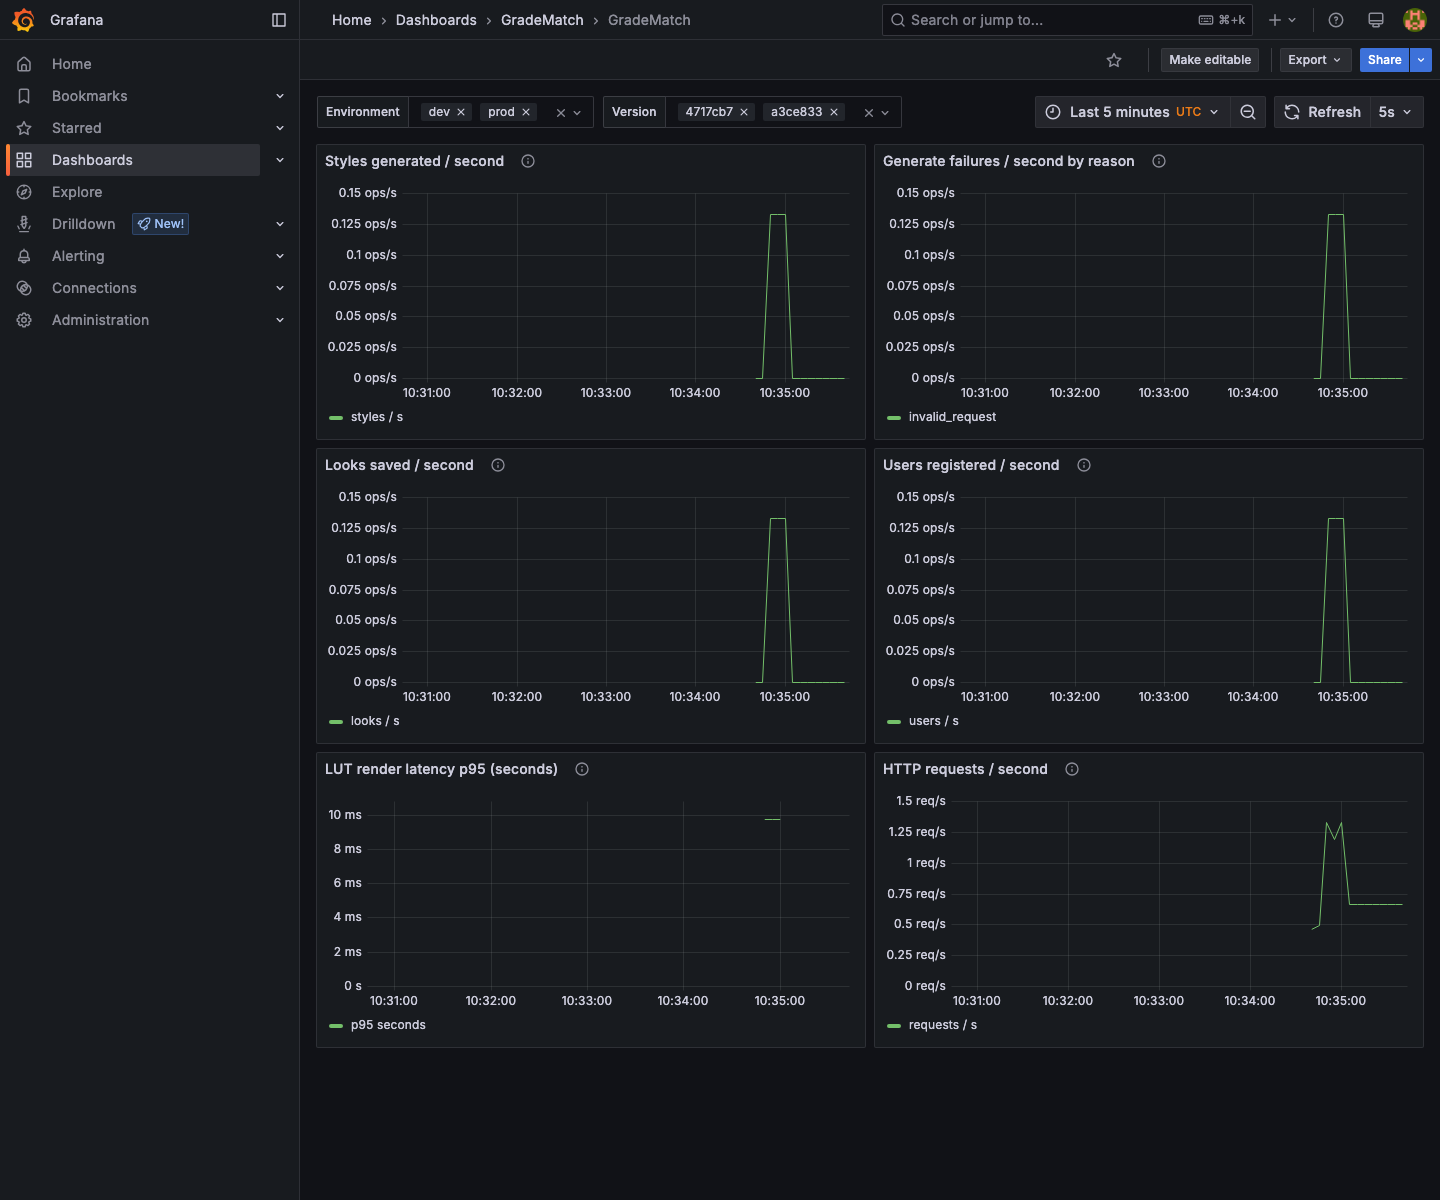 Grafana
Home › Dashboards › GradeMatch › GradeMatch
Search or jump to...
⌘+k
Home
Bookmarks
Starred
Dashboards
Explore
Drilldown New!
Alerting
Connections
Administration
Make editable
Export
Share
Environment dev prod
Version 4717cb7 a3ce833
Last 5 minutes UTC
Refresh 5s
Styles generated / second
0.15 ops/s
0.125 ops/s
0.1 ops/s
0.075 ops/s
0.05 ops/s
0.025 ops/s
0 ops/s
10:31:00 10:32:00 10:33:00 10:34:00 10:35:00
styles / s
Generate failures / second by reason
0.15 ops/s
0.125 ops/s
0.1 ops/s
0.075 ops/s
0.05 ops/s
0.025 ops/s
0 ops/s
10:31:00 10:32:00 10:33:00 10:34:00 10:35:00
invalid_request
Looks saved / second
0.15 ops/s
0.125 ops/s
0.1 ops/s
0.075 ops/s
0.05 ops/s
0.025 ops/s
0 ops/s
10:31:00 10:32:00 10:33:00 10:34:00 10:35:00
looks / s
Users registered / second
0.15 ops/s
0.125 ops/s
0.1 ops/s
0.075 ops/s
0.05 ops/s
0.025 ops/s
0 ops/s
10:31:00 10:32:00 10:33:00 10:34:00 10:35:00
users / s
LUT render latency p95 (seconds)
10 ms
8 ms
6 ms
4 ms
2 ms
0 s
10:31:00 10:32:00 10:33:00 10:34:00 10:35:00
p95 seconds
HTTP requests / second
1.5 req/s
1.25 req/s
1 req/s
0.75 req/s
0.5 req/s
0.25 req/s
0 req/s
10:31:00 10:32:00 10:33:00 10:34:00 10:35:00
requests / s